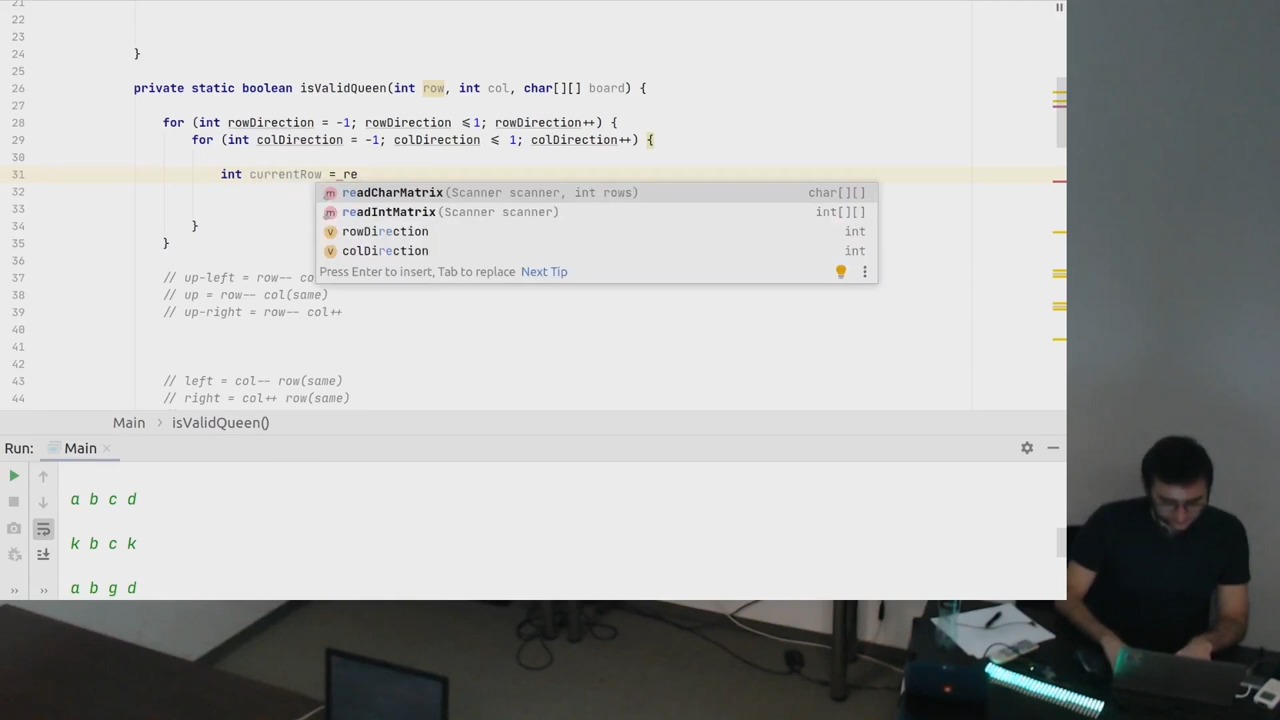 21
22
23
24 }
25
26 private static boolean isValidQueen(int row, int col, char[][] board) {
27
28 for (int rowDirection = -1; rowDirection ≤1; rowDirection++) {
29 for (int colDirection = -1; colDirection ≤ 1; colDirection++) {
30
31 int currentRow = re
readCharMatrix(Scanner scanner, int rows) char[][]
32
readIntMatrix(Scanner scanner) int[][]
33
34 }
rowDirection int
35 }
colDirection int
36
Press Enter to insert, Tab to replace Next Tip
37 // up-left = row-- co
38 // up = row-- col(same)
39 // up-right = row-- col++
40
41
42
43 // left = col-- row(same)
44 // right = col++ row(same)
Main > isValidQueen()
Run: Main
a b c d
k b c k
a b g d